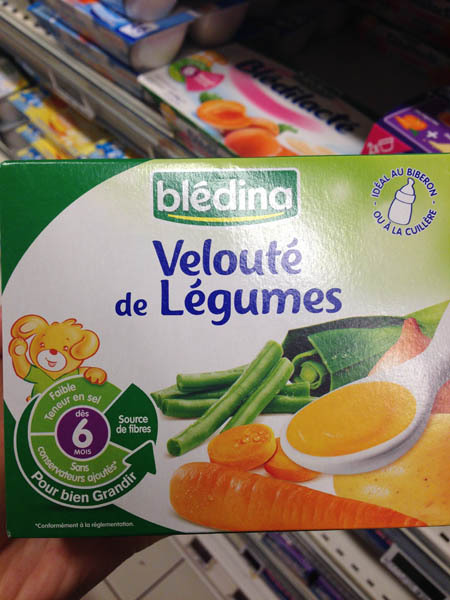 Blédilacté
blédina
IDÉAL AU BIBERON
OU À LA CUILLÈRE
Velouté
de Légumes
Faible
Teneur en sel
dès
6
MOIS
Source
de fibres
Sans
conservateurs ajoutés*
Pour bien Grandir
*Conformément à la réglementation.